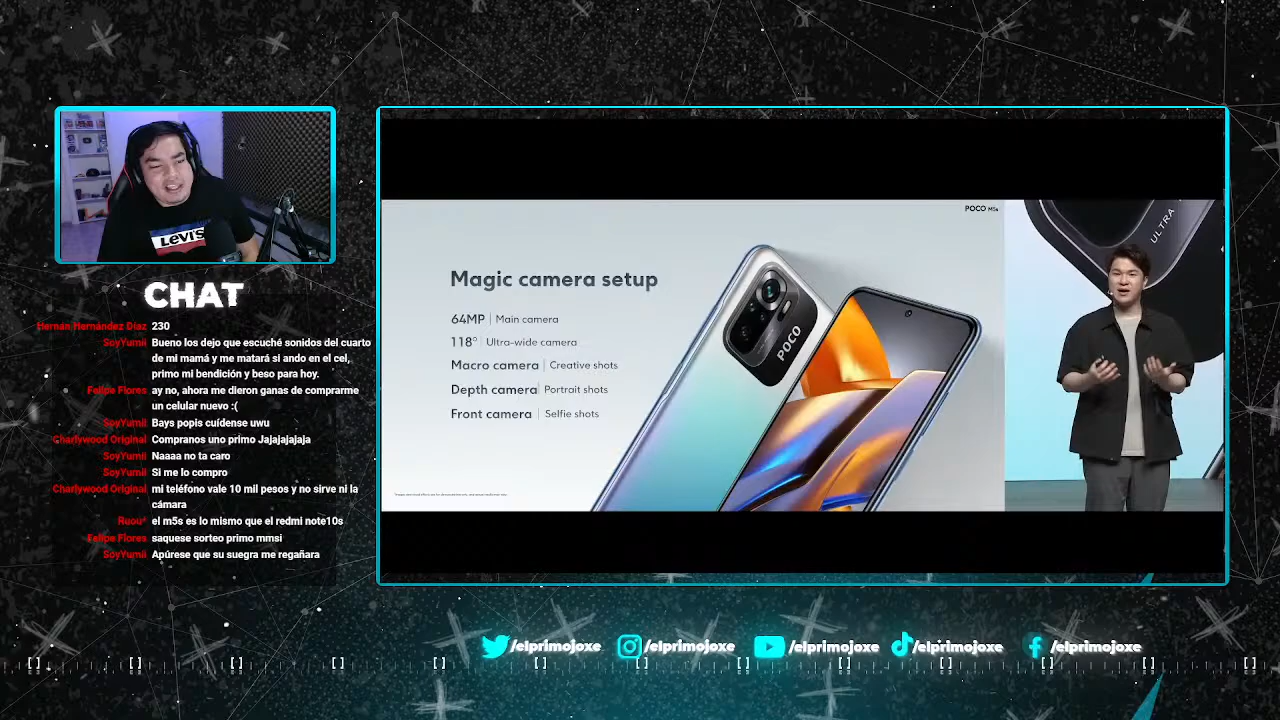 LEVI'S
CHAT
Hernán Hernández Díaz 230
SoyYumii Bueno los dejo que escuché sonidos del cuarto
de mi mamá y me matará si ando en el cel,
primo mi bendición y beso para hoy.
Felipe Flores ay no, ahora me dieron ganas de comprarme
un celular nuevo :(
SoyYumii Bays popis cuídense uwu
Charlywood Original Compranos uno primo Jajajajajaja
SoyYumii Naaaa no ta caro
SoyYumii Si me lo compro
Charlywood Original mi teléfono vale 10 mil pesos y no sirve ni la
cámara
Ruou* el m5s es lo mismo que el redmi note10s
Felipe Flores saquese sorteo primo mmsi
SoyYumii Apúrese que su suegra me regañara
POCO M5s
Magic camera setup
64MP | Main camera
118° | Ultra-wide camera
Macro camera | Creative shots
Depth camera | Portrait shots
Front camera | Selfie shots
POCO
ULTRA
/elprimojoxe /elprimojoxe /elprimojoxe /elprimojoxe /elprimojoxe